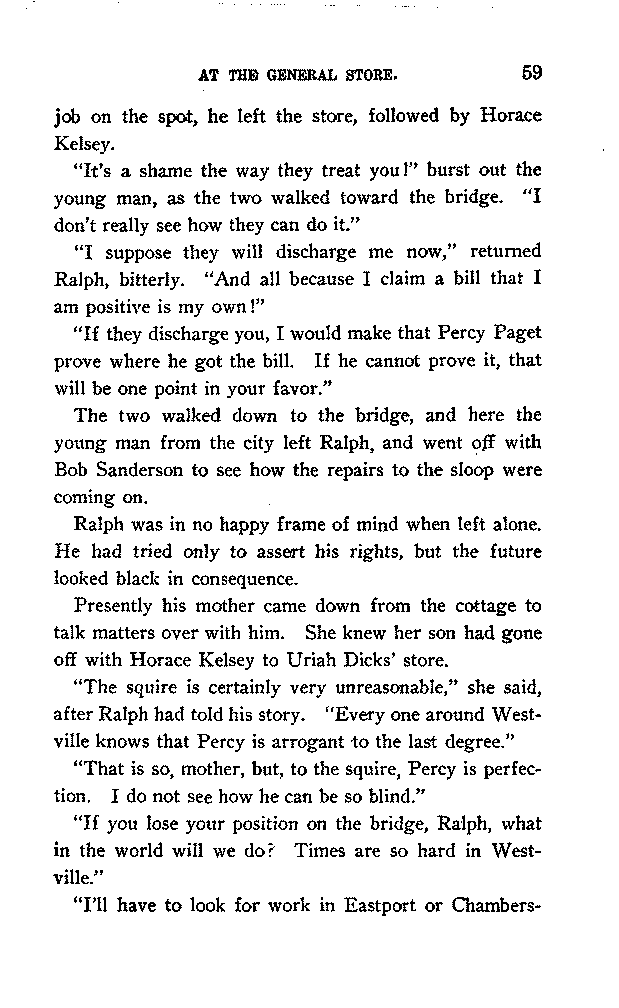 AT THE GENERAL STORE. 59
job on the spot, he left the store, followed by Horace
Kelsey.
"It's a shame the way they treat you!" burst out the
young man, as the two walked toward the bridge. "I
don't really see how they can do it."
"I suppose they will discharge me now," returned
Ralph, bitterly. "And all because I claim a bill that I
am positive is my own!"
"If they discharge you, I would make that Percy Paget
prove where he got the bill. If he cannot prove it, that
will be one point in your favor."
The two walked down to the bridge, and here the
young man from the city left Ralph, and went off with
Bob Sanderson to see how the repairs to the sloop were
coming on.
Ralph was in no happy frame of mind when left alone.
He had tried only to assert his rights, but the future
looked black in consequence.
Presently his mother came down from the cottage to
talk matters over with him. She knew her son had gone
off with Horace Kelsey to Uriah Dicks' store.
"The squire is certainly very unreasonable," she said,
after Ralph had told his story. "Every one around West-
ville knows that Percy is arrogant to the last degree."
"That is so, mother, but, to the squire, Percy is perfec-
tion. I do not see how he can be so blind."
"If you lose your position on the bridge, Ralph, what
in the world will we do? Times are so hard in West-
ville."
"I'll have to look for work in Eastport or Chambers-